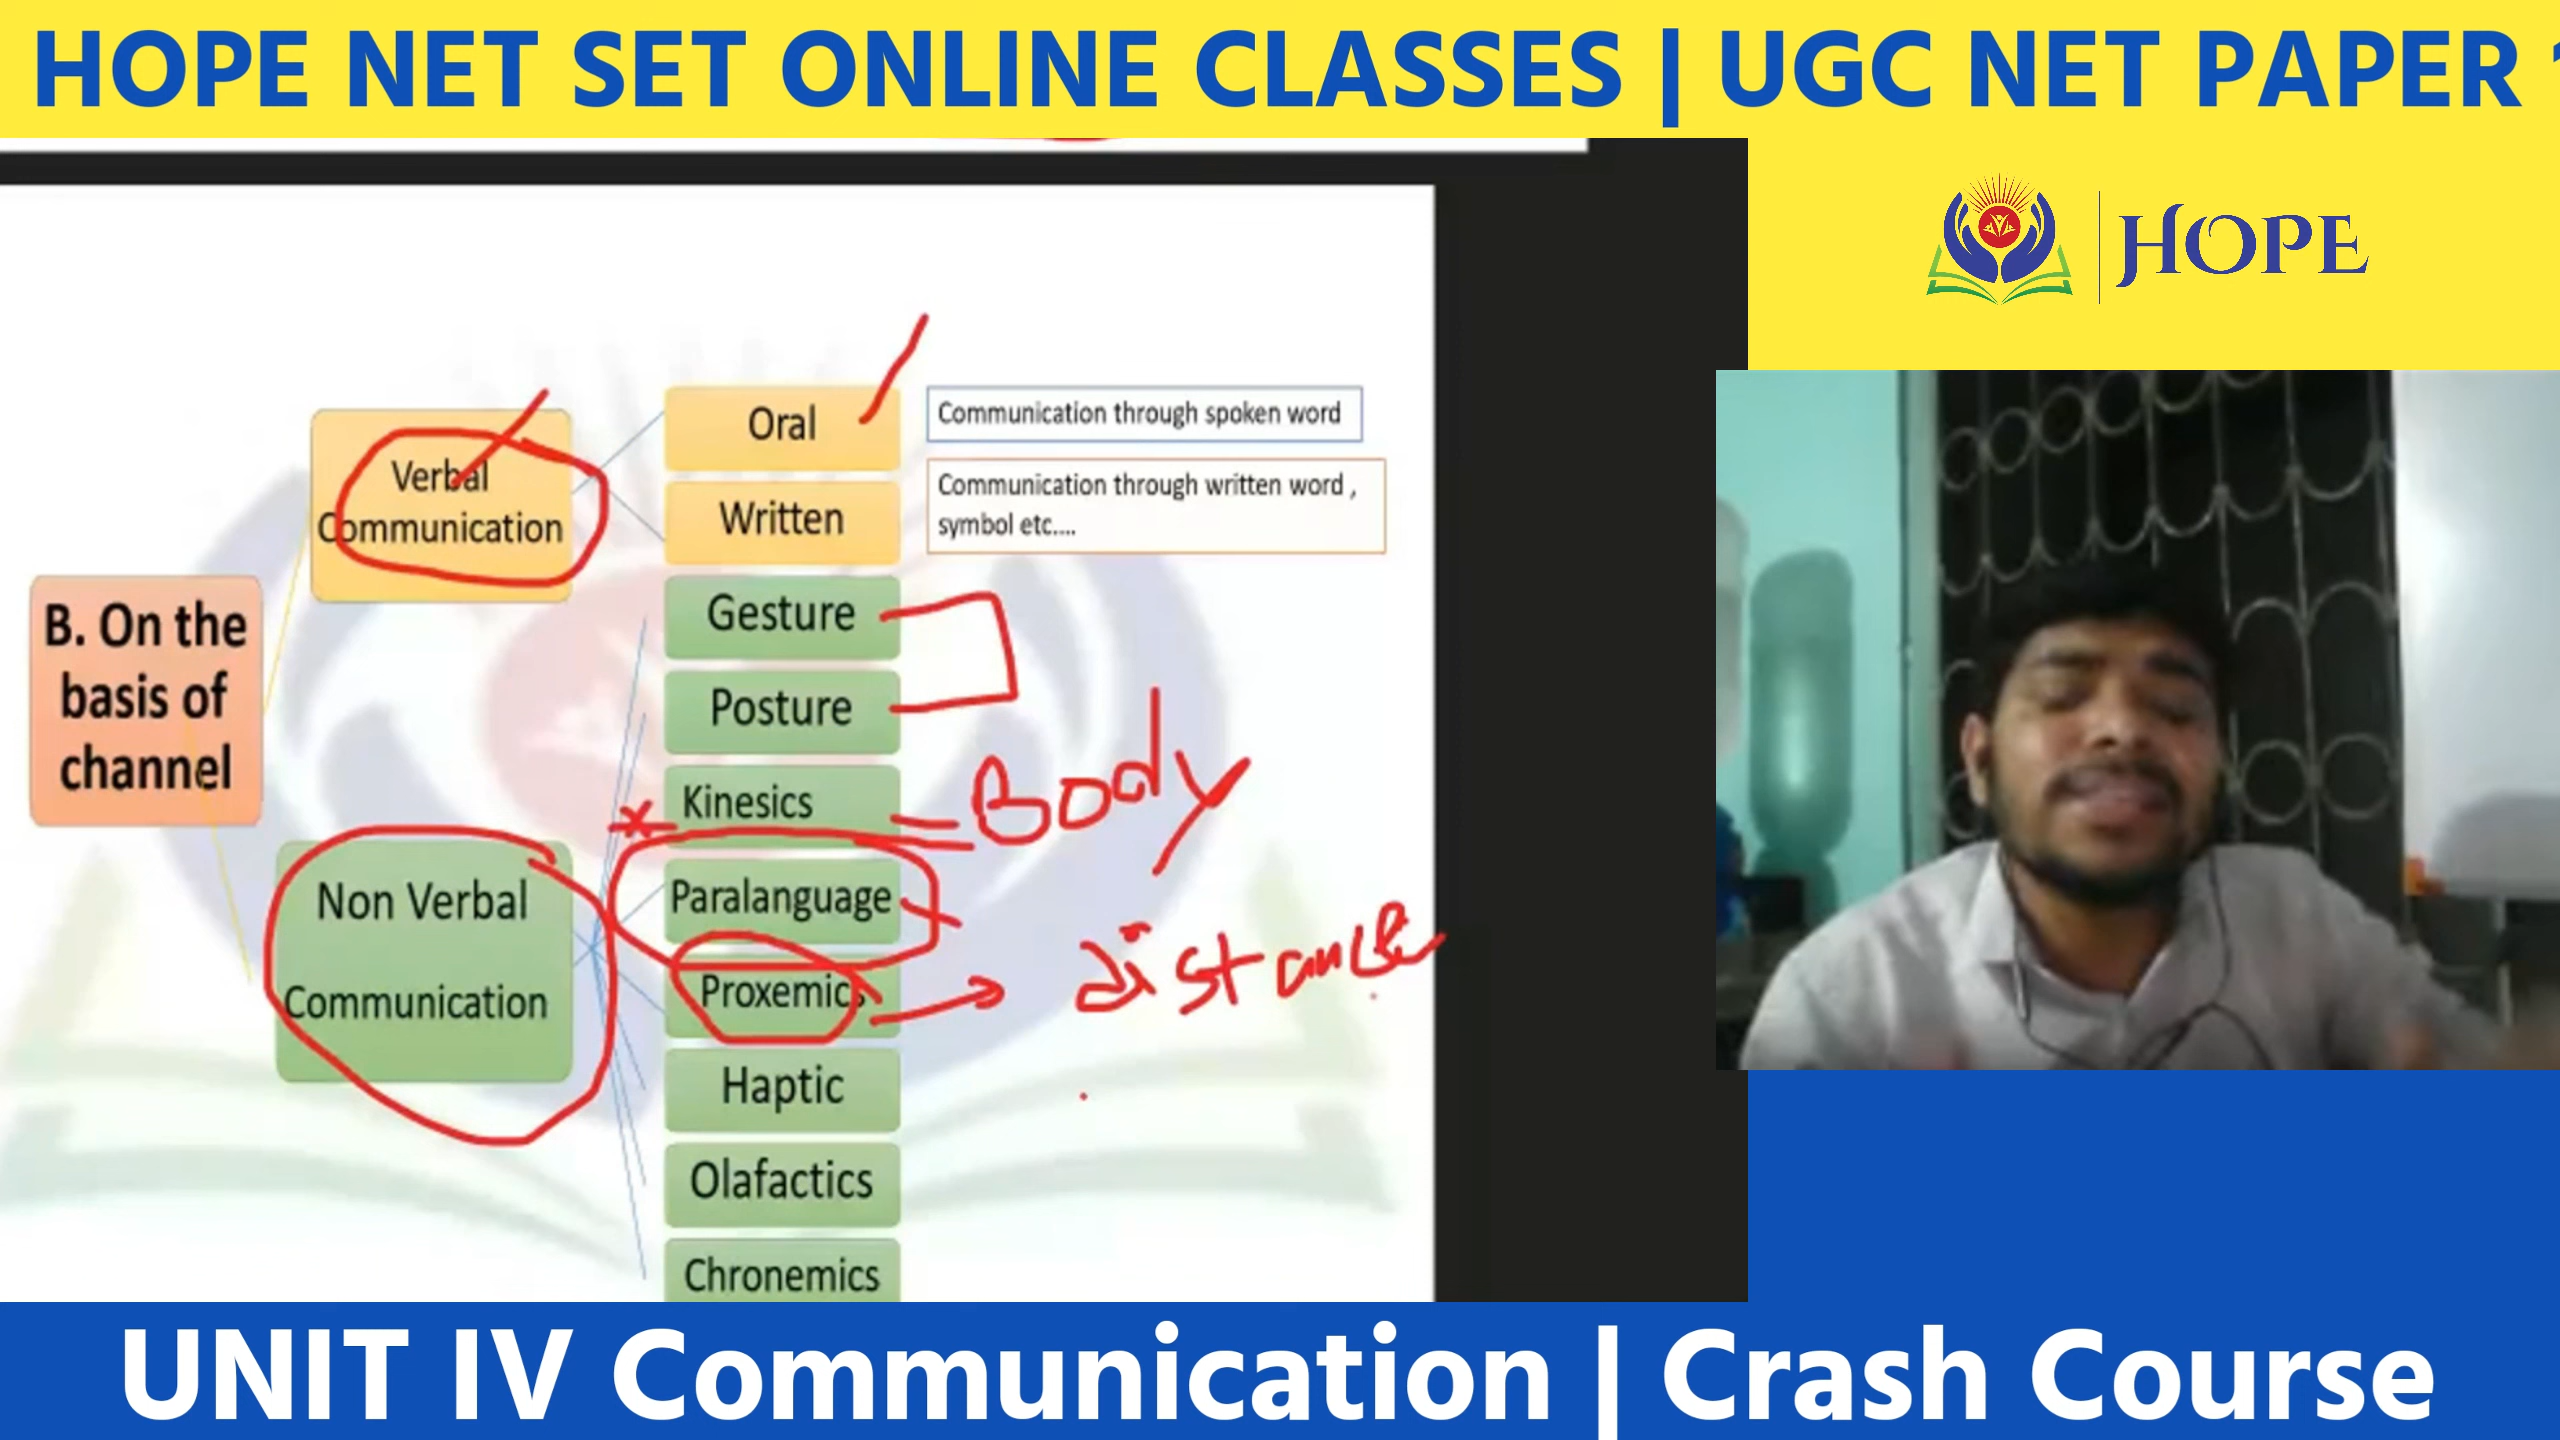 HOPE NET SET ONLINE CLASSES | UGC NET PAPER 1
HOPE
B. On the
basis of
channel
Verbal
Communication
Non Verbal
Communication
Oral
Written
Gesture
Posture
Kinesics
Paralanguage
Proxemics
Haptic
Olafactics
Chronemics
Communication through spoken word
Communication through written word ,
symbol etc....
Body
distance
UNIT IV Communication | Crash Course